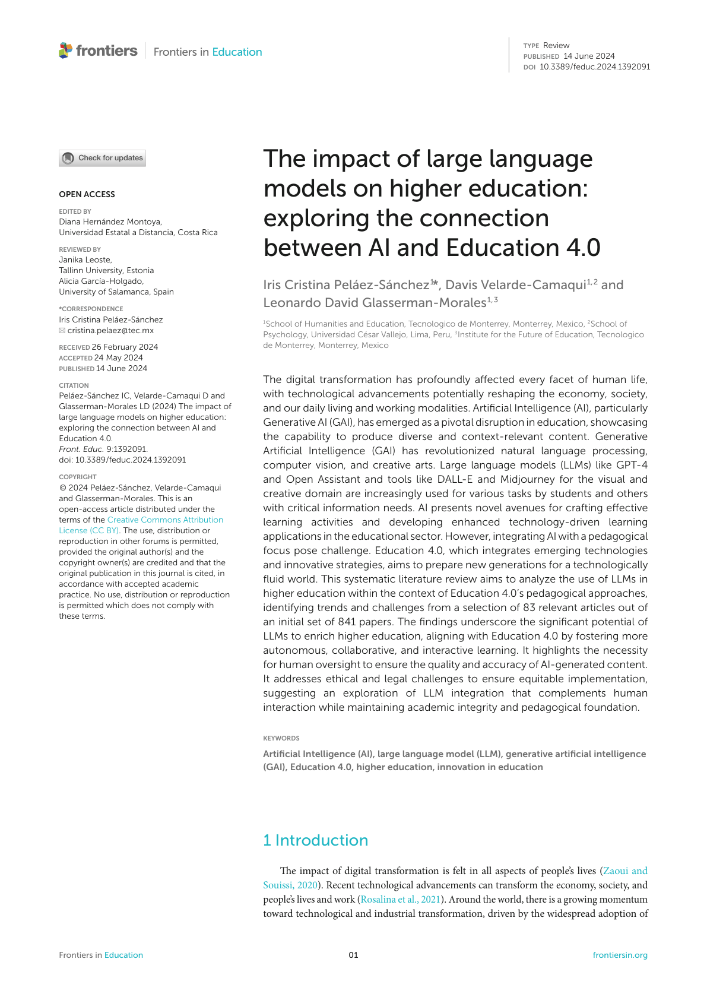 frontiers | Frontiers in Education
TYPE Review
PUBLISHED 14 June 2024
DOI 10.3389/feduc.2024.1392091
Check for updates
OPEN ACCESS
EDITED BY
Diana Hernández Montoya,
Universidad Estatal a Distancia, Costa Rica
REVIEWED BY
Janika Leoste,
Tallinn University, Estonia
Alicia García-Holgado,
University of Salamanca, Spain
*CORRESPONDENCE
Iris Cristina Peláez-Sánchez
✉ cristina.pelaez@tec.mx
RECEIVED 26 February 2024
ACCEPTED 24 May 2024
PUBLISHED 14 June 2024
CITATION
Peláez-Sánchez IC, Velarde-Camaqui D and
Glasserman-Morales LD (2024) The impact of
large language models on higher education:
exploring the connection between AI and
Education 4.0.
Front. Educ. 9:1392091.
doi: 10.3389/feduc.2024.1392091
COPYRIGHT
© 2024 Peláez-Sánchez, Velarde-Camaqui
and Glasserman-Morales. This is an
open-access article distributed under the
terms of the Creative Commons Attribution
License (CC BY). The use, distribution or
reproduction in other forums is permitted,
provided the original author(s) and the
copyright owner(s) are credited and that the
original publication in this journal is cited, in
accordance with accepted academic
practice. No use, distribution or reproduction
is permitted which does not comply with
these terms.
The impact of large language
models on higher education:
exploring the connection
between AI and Education 4.0
Iris Cristina Peláez-Sánchez¹*, Davis Velarde-Camaqui¹,² and
Leonardo David Glasserman-Morales¹,³
¹School of Humanities and Education, Tecnologico de Monterrey, Monterrey, Mexico, ²School of
Psychology, Universidad César Vallejo, Lima, Peru, ³Institute for the Future of Education, Tecnologico
de Monterrey, Monterrey, Mexico
The digital transformation has profoundly affected every facet of human life,
with technological advancements potentially reshaping the economy, society,
and our daily living and working modalities. Artificial Intelligence (AI), particularly
Generative AI (GAI), has emerged as a pivotal disruption in education, showcasing
the capability to produce diverse and context-relevant content. Generative
Artificial Intelligence (GAI) has revolutionized natural language processing,
computer vision, and creative arts. Large language models (LLMs) like GPT-4
and Open Assistant and tools like DALL-E and Midjourney for the visual and
creative domain are increasingly used for various tasks by students and others
with critical information needs. AI presents novel avenues for crafting effective
learning activities and developing enhanced technology-driven learning
applications in the educational sector. However, integrating AI with a pedagogical
focus pose challenge. Education 4.0, which integrates emerging technologies
and innovative strategies, aims to prepare new generations for a technologically
fluid world. This systematic literature review aims to analyze the use of LLMs in
higher education within the context of Education 4.0’s pedagogical approaches,
identifying trends and challenges from a selection of 83 relevant articles out of
an initial set of 841 papers. The findings underscore the significant potential of
LLMs to enrich higher education, aligning with Education 4.0 by fostering more
autonomous, collaborative, and interactive learning. It highlights the necessity
for human oversight to ensure the quality and accuracy of AI-generated content.
It addresses ethical and legal challenges to ensure equitable implementation,
suggesting an exploration of LLM integration that complements human
interaction while maintaining academic integrity and pedagogical foundation.
KEYWORDS
Artificial Intelligence (AI), large language model (LLM), generative artificial intelligence
(GAI), Education 4.0, higher education, innovation in education
1 Introduction
The impact of digital transformation is felt in all aspects of people’s lives (Zaoui and
Souissi, 2020). Recent technological advancements can transform the economy, society, and
people’s lives and work (Rosalina et al., 2021). Around the world, there is a growing momentum
toward technological and industrial transformation, driven by the widespread adoption of
Frontiers in Education
01
frontiersin.org